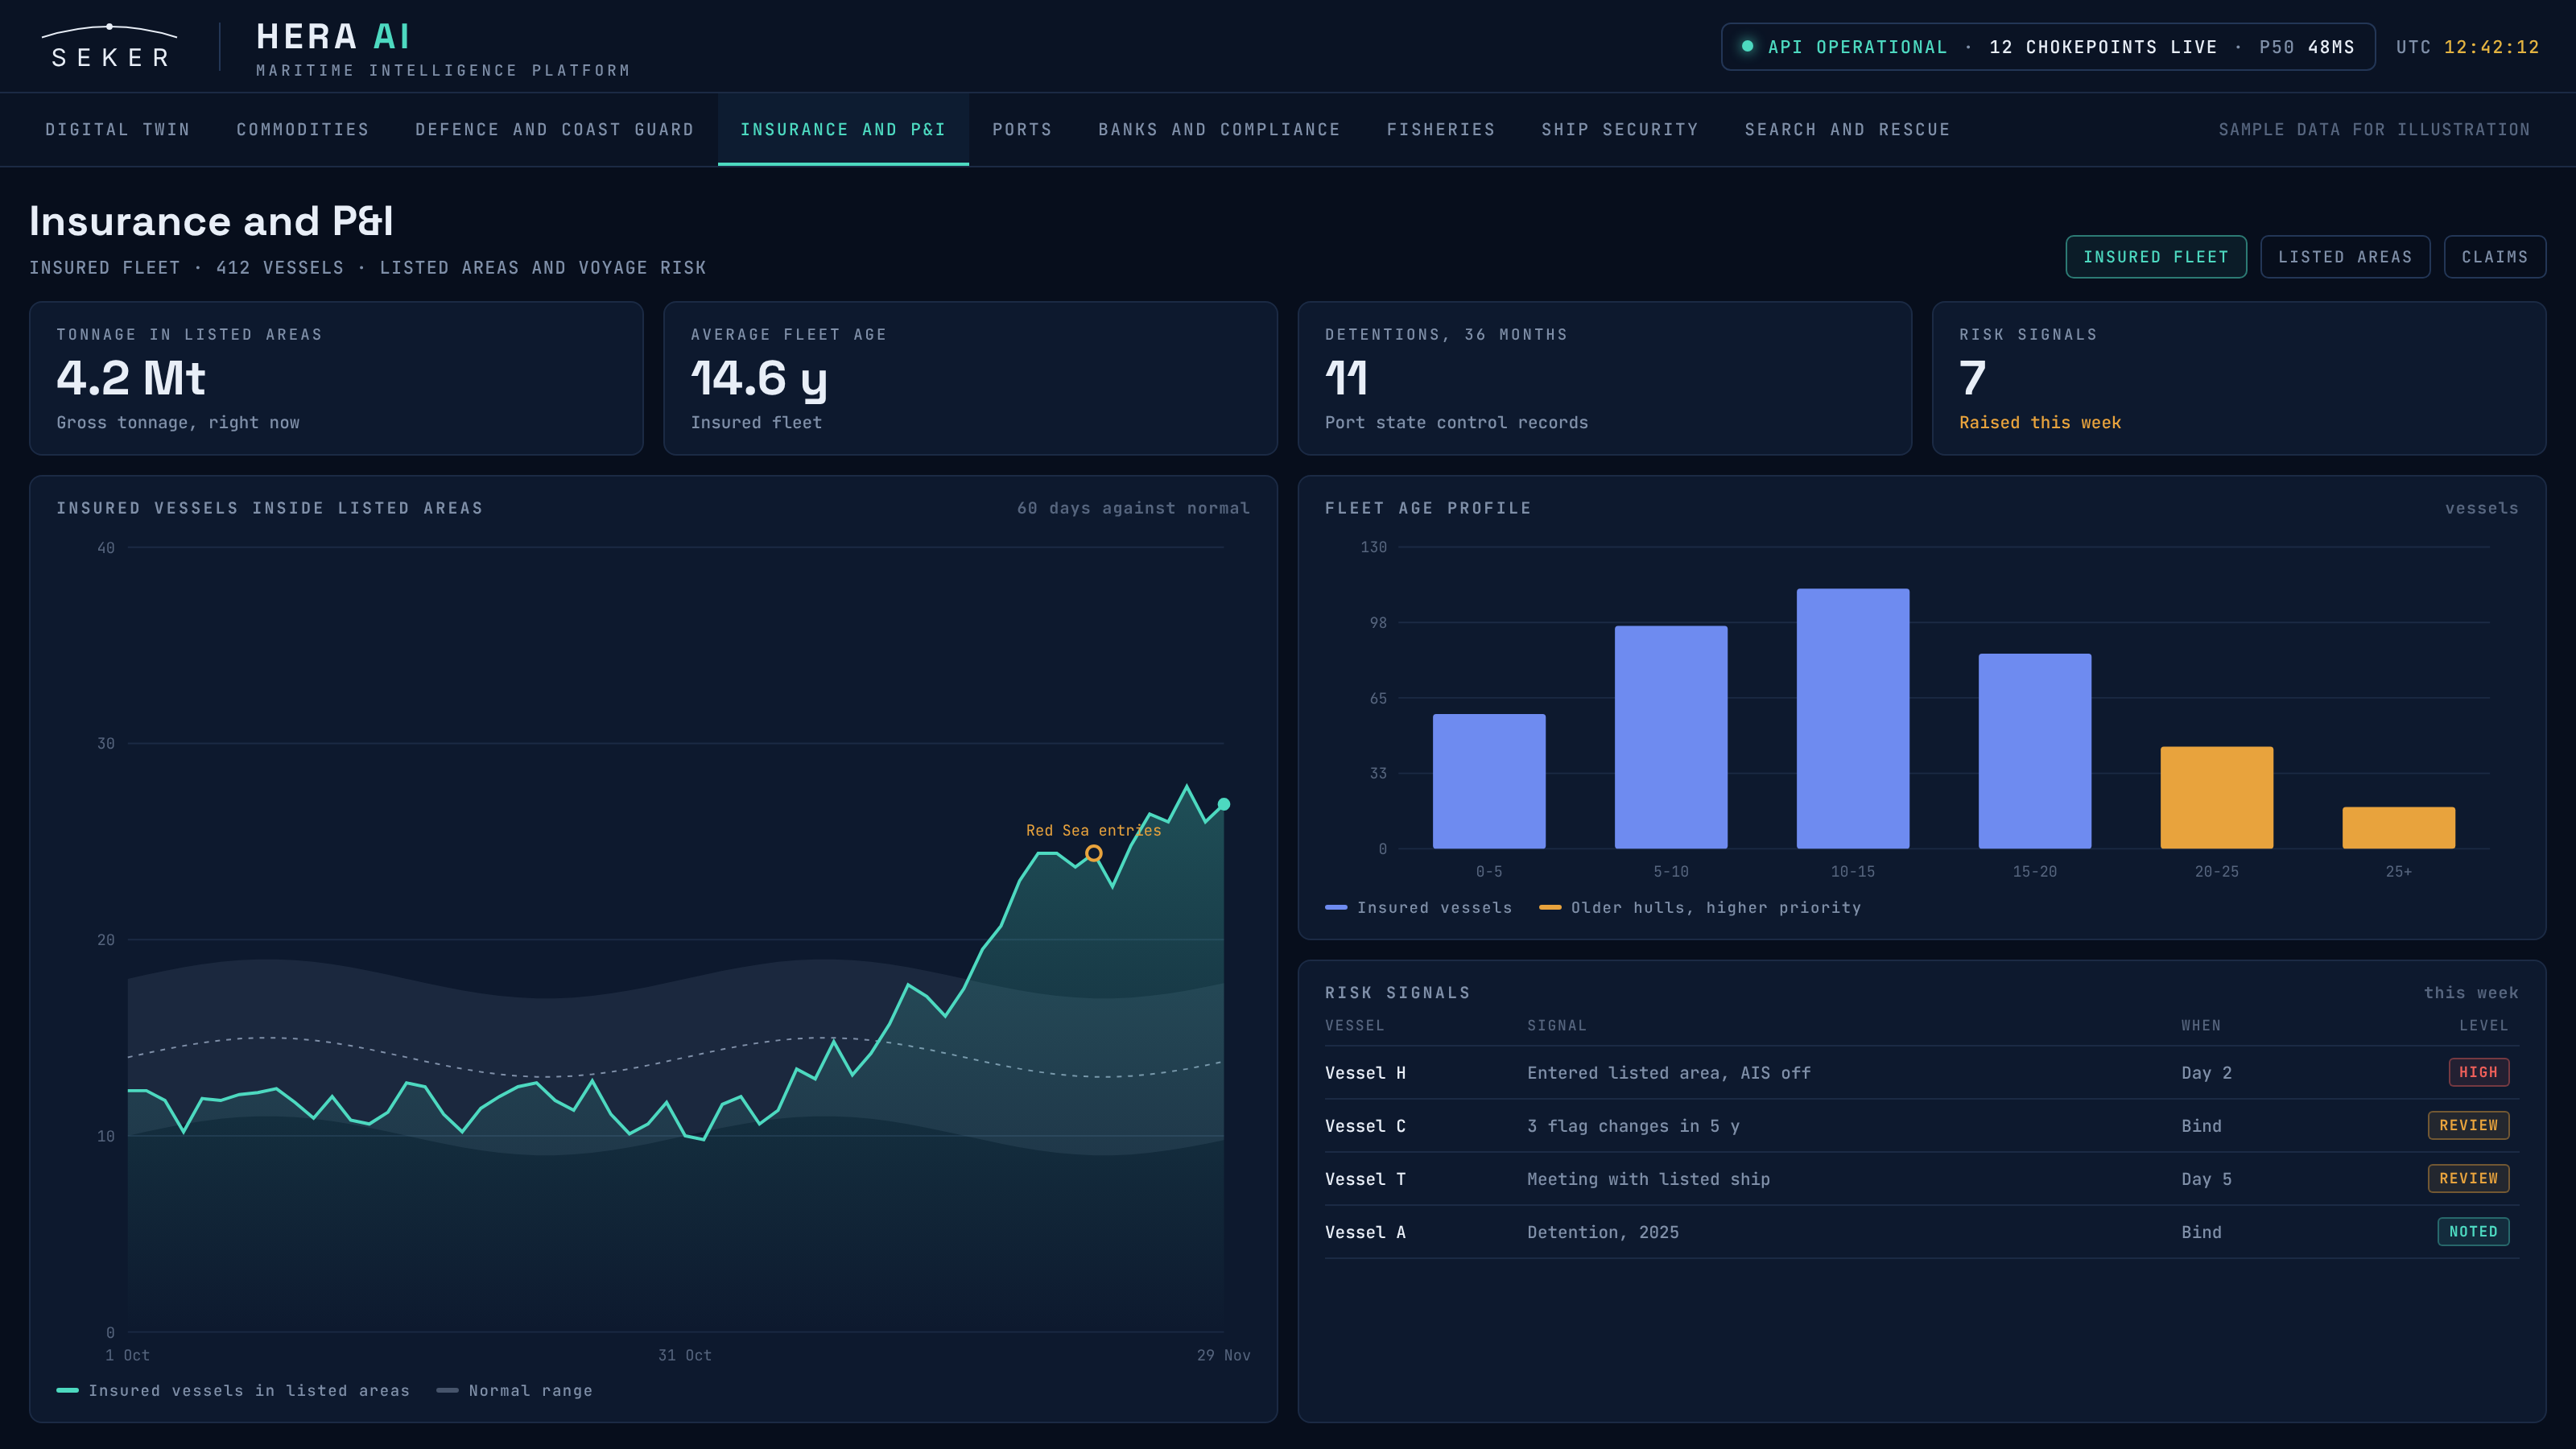 SEKER
HERA AI
MARITIME INTELLIGENCE PLATFORM
API OPERATIONAL · 12 CHOKEPOINTS LIVE · P50 48MS
UTC 12:42:12
DIGITAL TWIN
COMMODITIES
DEFENCE AND COAST GUARD
INSURANCE AND P&I
PORTS
BANKS AND COMPLIANCE
FISHERIES
SHIP SECURITY
SEARCH AND RESCUE
SAMPLE DATA FOR ILLUSTRATION
Insurance and P&I
INSURED FLEET · 412 VESSELS · LISTED AREAS AND VOYAGE RISK
INSURED FLEET
LISTED AREAS
CLAIMS
TONNAGE IN LISTED AREAS
4.2 Mt
Gross tonnage, right now
AVERAGE FLEET AGE
14.6 y
Insured fleet
DETENTIONS, 36 MONTHS
11
Port state control records
RISK SIGNALS
7
Raised this week
INSURED VESSELS INSIDE LISTED AREAS
60 days against normal
40
30
20
10
0
Red Sea entries
1 Oct
31 Oct
29 Nov
Insured vessels in listed areas
Normal range
FLEET AGE PROFILE
vessels
130
98
65
33
0
0-5
5-10
10-15
15-20
20-25
25+
Insured vessels
Older hulls, higher priority
RISK SIGNALS
this week
VESSEL SIGNAL WHEN LEVEL
Vessel H Entered listed area, AIS off Day 2 HIGH
Vessel C 3 flag changes in 5 y Bind REVIEW
Vessel T Meeting with listed ship Day 5 REVIEW
Vessel A Detention, 2025 Bind NOTED